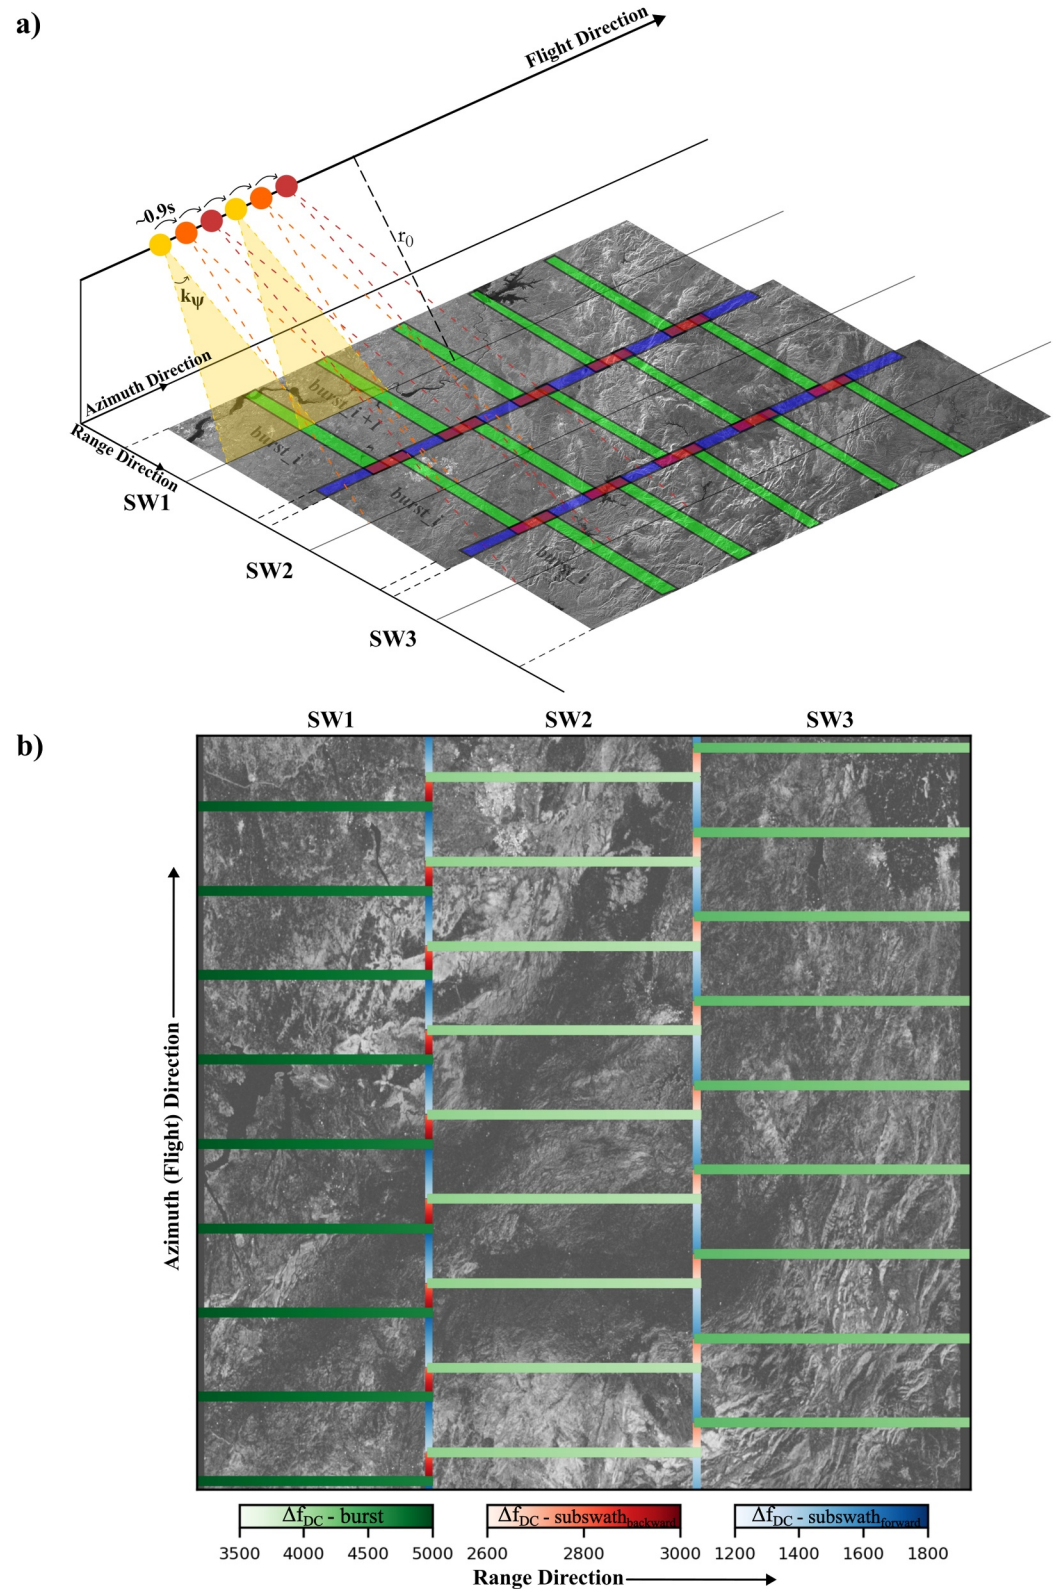 a)
Flight Direction
~0.9s
r0
kψ
Azimuth Direction
Range Direction
burst_i+1
burst_i
burst_i
burst_i
SW1
SW2
SW3
b)
SW1 SW2 SW3
Azimuth (Flight) Direction
ΔfDC - burst ΔfDC - subswathbackward ΔfDC - subswathforward
3500 4000 4500 5000 2600 2800 3000 1200 1400 1600 1800
Range Direction